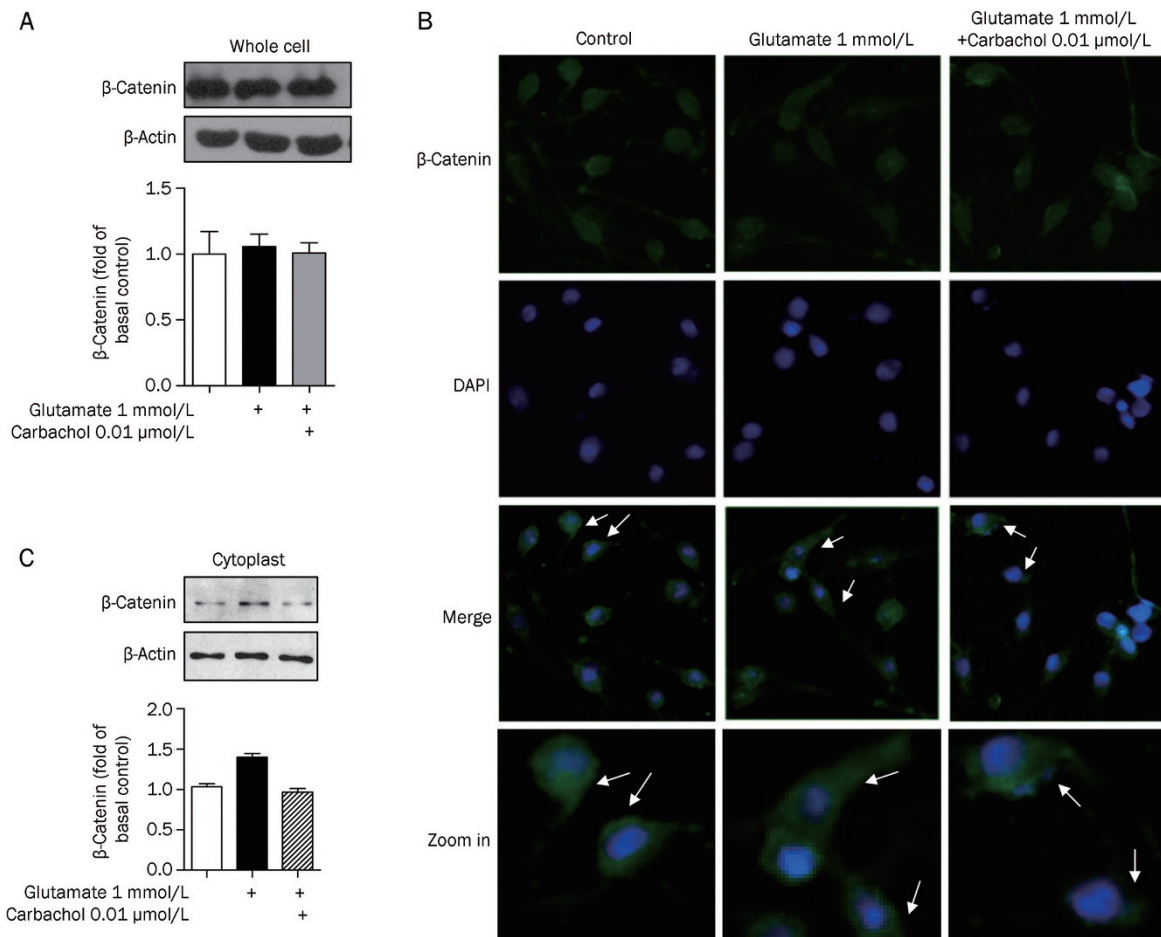 A
Whole cell
β-Catenin
β-Actin
1.5
1.0
0.5
0.0
β-Catenin (fold of
basal control)
Glutamate 1 mmol/L + +
Carbachol 0.01 μmol/L +
B
Control
Glutamate 1 mmol/L
Glutamate 1 mmol/L
+Carbachol 0.01 μmol/L
β-Catenin
DAPI
Merge
Zoom in
C
Cytoplast
β-Catenin
β-Actin
2.0
1.5
1.0
0.5
0.0
β-Catenin (fold of
basal control)
Glutamate 1 mmol/L + +
Carbachol 0.01 μmol/L +